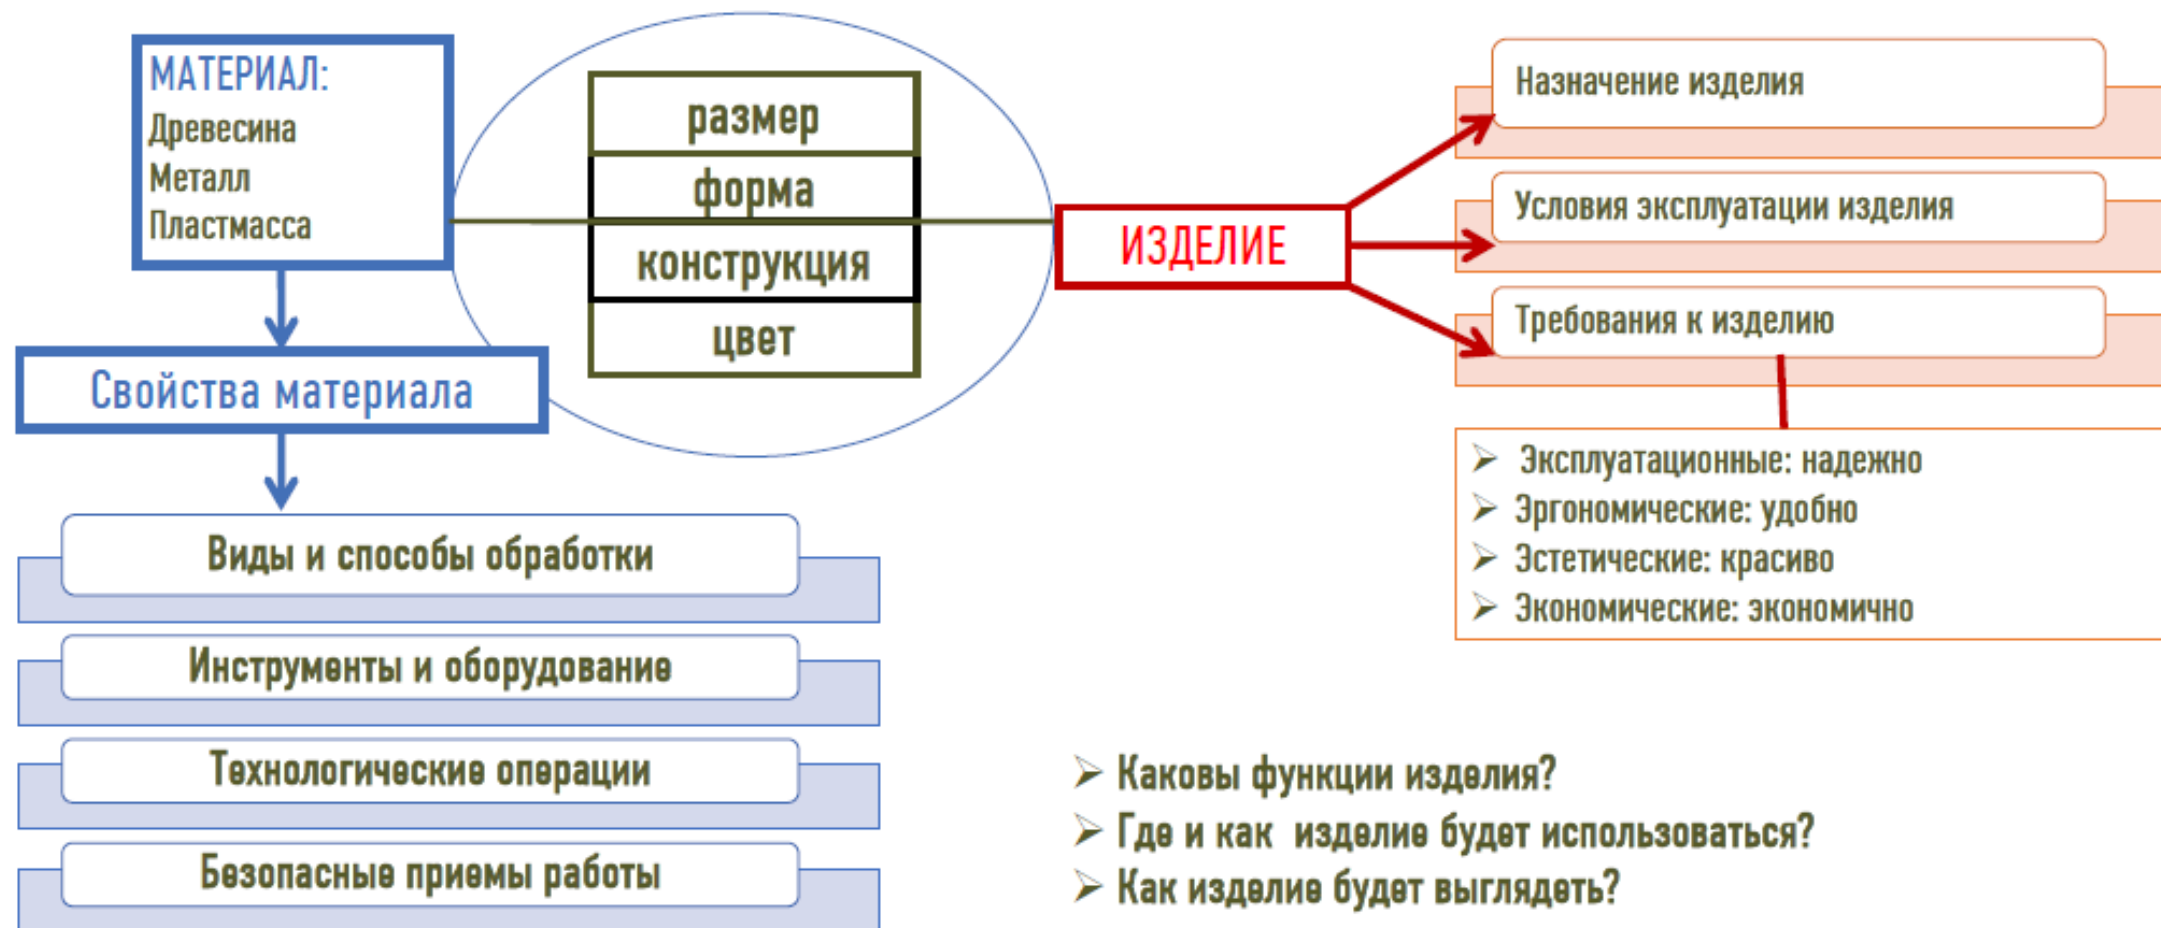 МАТЕРИАЛ:
Древесина
Металл
Пластмасса
Свойства материала
Виды и способы обработки
Инструменты и оборудование
Технологические операции
Безопасные приемы работы
размер
форма
конструкция
цвет
ИЗДЕЛИЕ
Назначение изделия
Условия эксплуатации изделия
Требования к изделию
Эксплуатационные: надежно
Эргономические: удобно
Эстетические: красиво
Экономические: экономично
Каковы функции изделия?
Где и как изделие будет использоваться?
Как изделие будет выглядеть?